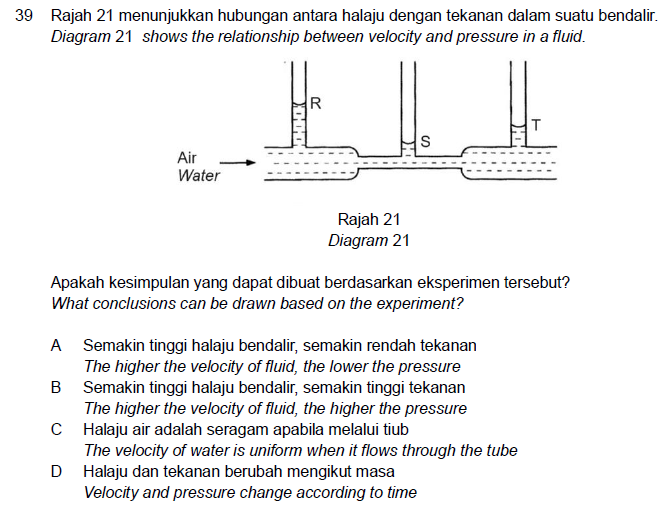 39 Rajah 21 menunjukkan hubungan antara halaju dengan tekanan dalam suatu bendalir.
Diagram 21 shows the relationship between velocity and pressure in a fluid.
R
T
S
Air
Water
Rajah 21
Diagram 21
Apakah kesimpulan yang dapat dibuat berdasarkan eksperimen tersebut?
What conclusions can be drawn based on the experiment?
A Semakin tinggi halaju bendalir, semakin rendah tekanan
The higher the velocity of fluid, the lower the pressure
B Semakin tinggi halaju bendalir, semakin tinggi tekanan
The higher the velocity of fluid, the higher the pressure
C Halaju air adalah seragam apabila melalui tiub
The velocity of water is uniform when it flows through the tube
D Halaju dan tekanan berubah mengikut masa
Velocity and pressure change according to time